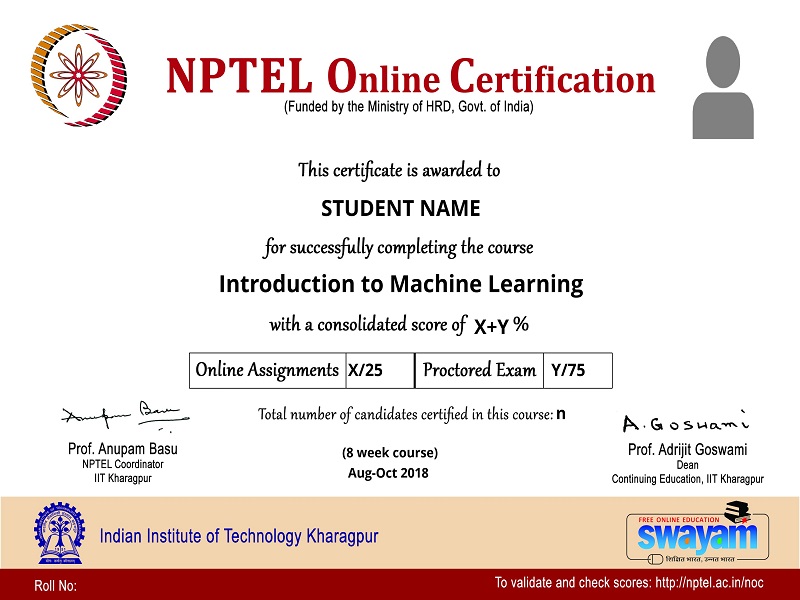 NPTEL Online Certification
(Funded by the Ministry of HRD, Govt. of India)
This certificate is awarded to
STUDENT NAME
for successfully completing the course
Introduction to Machine Learning
with a consolidated score of X+Y %
Online Assignments X/25 Proctored Exam Y/75
Total number of candidates certified in this course: n
Anupam Basu
A. Goswami
Prof. Anupam Basu
NPTEL Coordinator
IIT Kharagpur
(8 week course)
Aug-Oct 2018
Prof. Adrijit Goswami
Dean
Continuing Education, IIT Kharagpur
Indian Institute of Technology Kharagpur
FREE ONLINE EDUCATION
swayam
शिक्षित भारत, उन्नत भारत
Roll No:
To validate and check scores: http://nptel.ac.in/noc